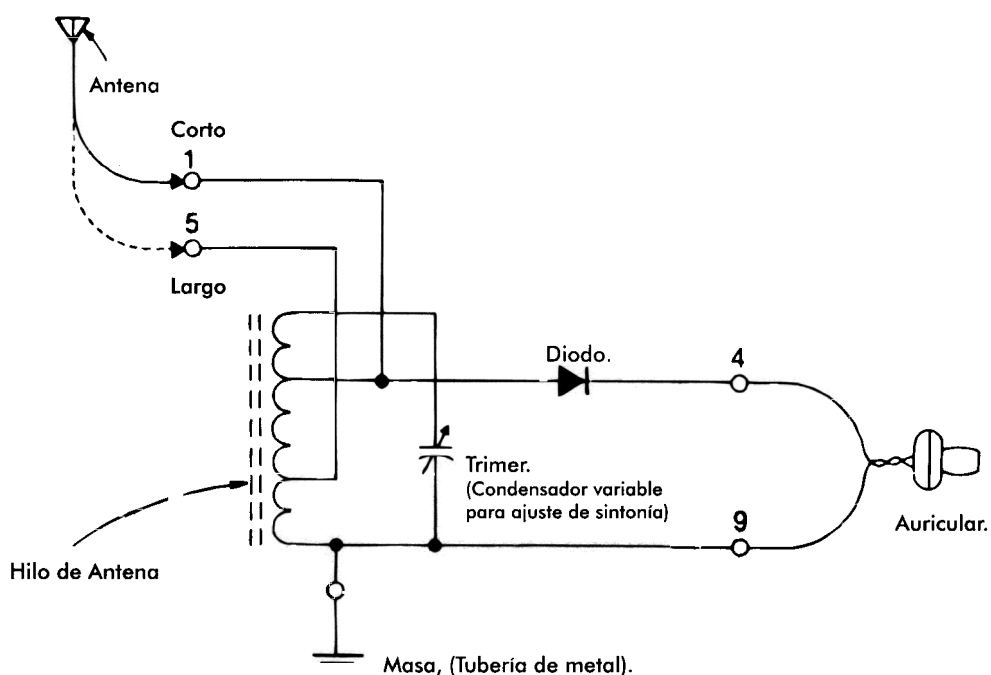 Antena
Corto
1
5
Largo
Diodo.
4
Trimer.
(Condensador variable
para ajuste de sintonía)
9
Auricular.
Hilo de Antena
Masa, (Tubería de metal).